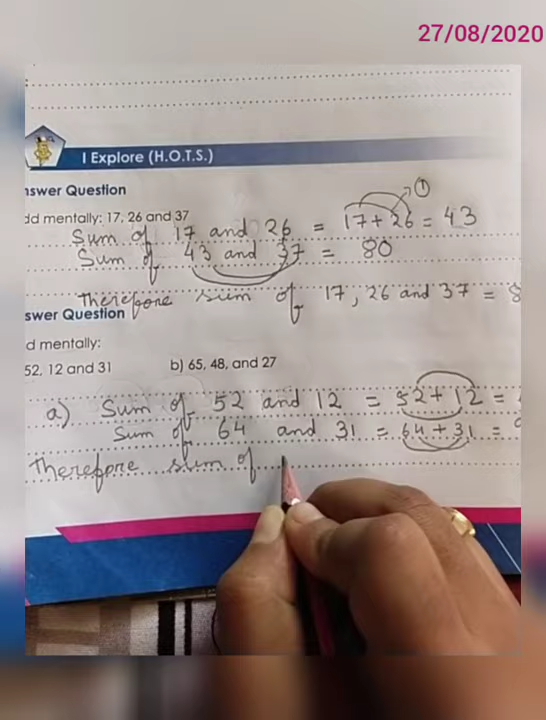 27/08/2020
I Explore (H.O.T.S.)
nswer Question
dd mentally: 17, 26 and 37
Sum of 17 and 26 = 17+26 = 43
①
Sum of 43 and 37 = 80
Therefore sum of 17, 26 and 37 = 8
swer Question
d mentally:
52, 12 and 31 b) 65, 48, and 27
a) Sum of 52 and 12 = 52+12 =
Sum of 64 and 31 = 64+31 = 9
Therefore sum of